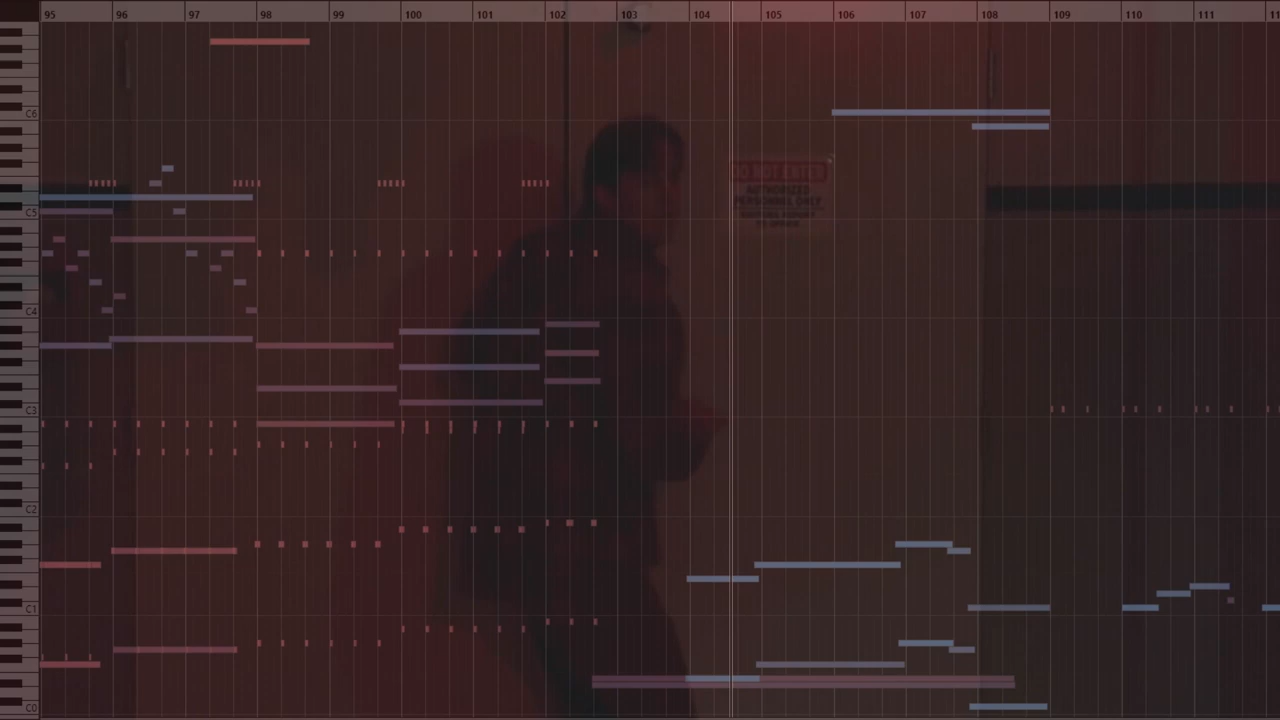 95 96 97 98 99 100 101 102 103 104 105 106 107 108 109 110 111
C6
DO NOT ENTER
AUTHORIZED
PERSONNEL ONLY
C5
C4
C3
C2
C1
C0